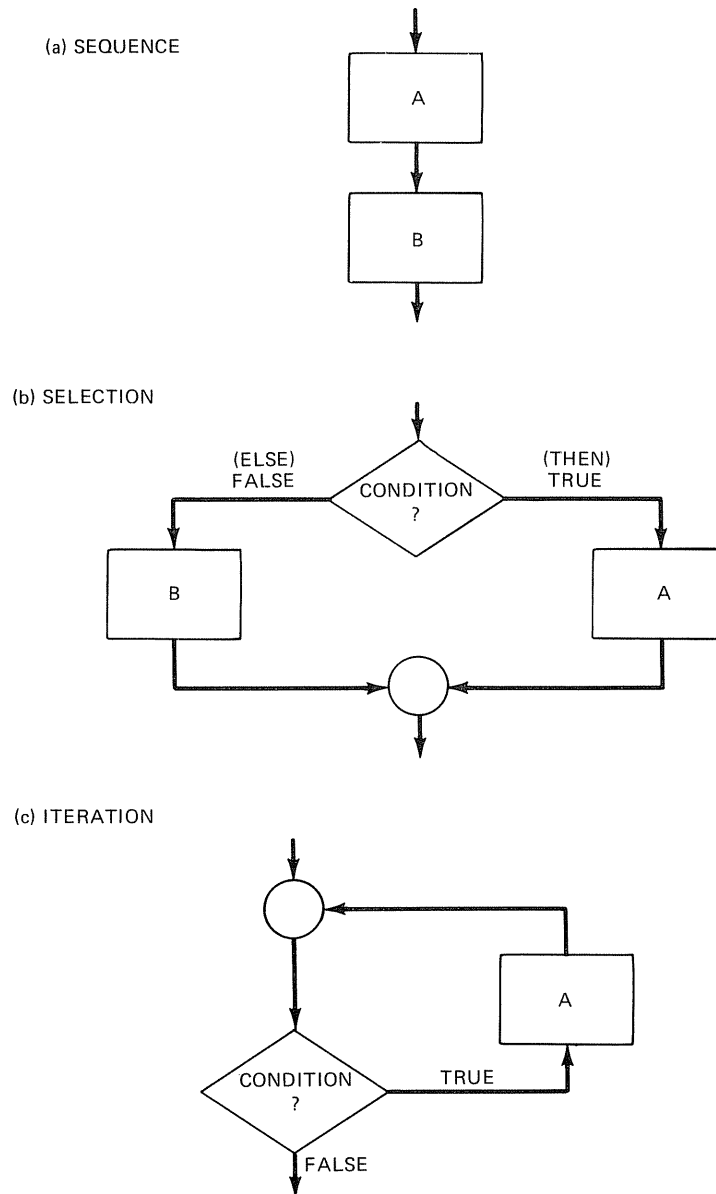 (a) SEQUENCE
A
B
(b) SELECTION
(ELSE)
FALSE
CONDITION
?
(THEN)
TRUE
B
A
(c) ITERATION
A
CONDITION
?
TRUE
FALSE